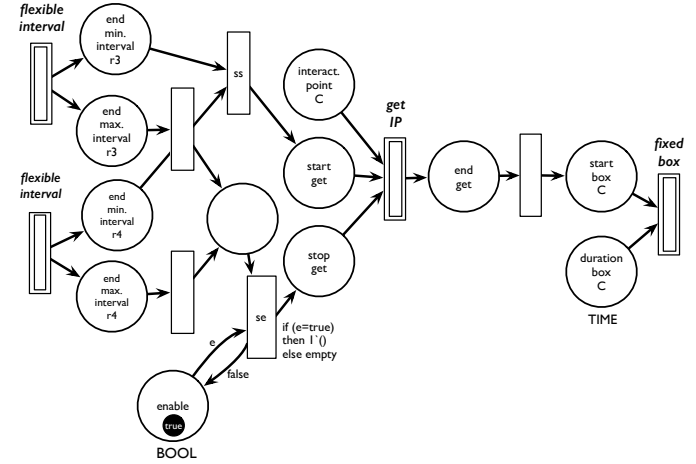 flexible
interval
end
min.
interval
r3
ss
interact.
point
C
get
IP
end
max.
interval
r3
start
get
end
get
start
box
C
fixed
box
flexible
interval
end
min.
interval
r4
stop
get
end
max.
interval
r4
duration
box
C
TIME
se
if (e=true)
then 1`()
else empty
e
false
enable
true
BOOL